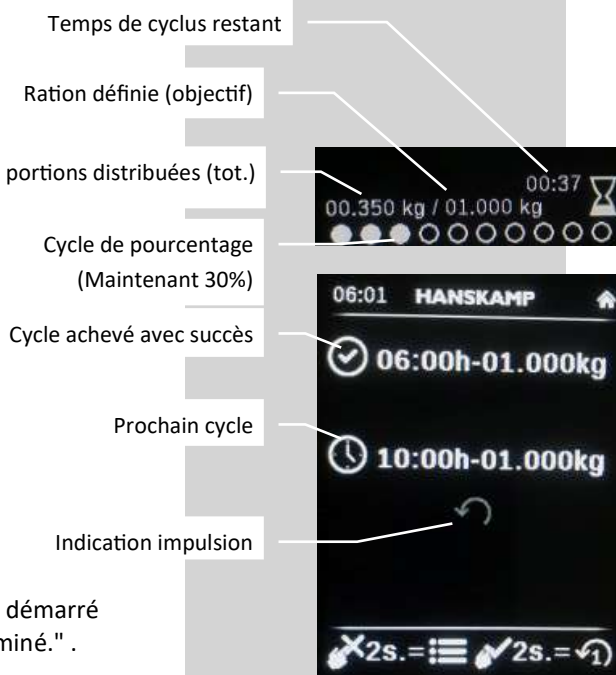 Temps de cyclus restant
Ration définie (objectif)
portions distribuées (tot.)
Cycle de pourcentage
(Maintenant 30%)
Cycle achevé avec succès
Prochain cycle
Indication impulsion
démarré
miné." .
00:37
00.350 kg / 01.000 kg
06:01 HANSKAMP
06:00h-01.000kg
10:00h-01.000kg
2s.= 2s.= 1